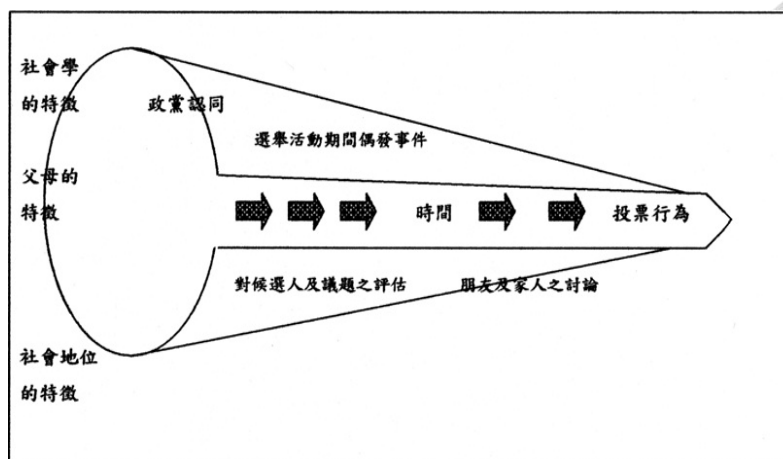 社會學
的特徵
政黨認同
選舉活動期間偶發事件
父母的
特徵
時間
投票行為
對候選人及議題之評估
朋友及家人之討論
社會地位
的特徵